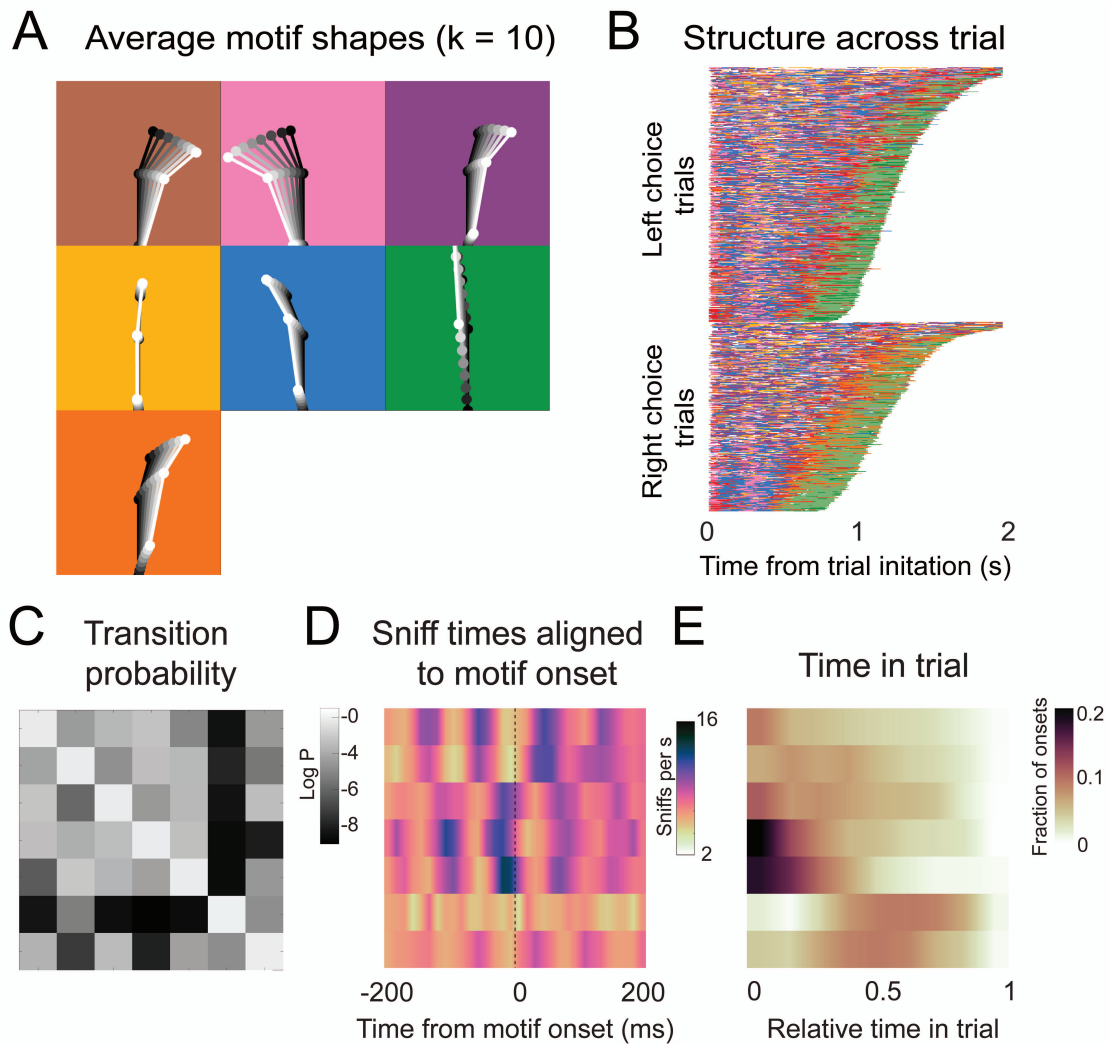 A
Average motif shapes (k = 10)
B
Structure across trial
Left choice
trials
Right choice
trials
0
1
2
Time from trial initation (s)
C
Transition
probability
-0
-4
-6
-8
Log P
D
Sniff times aligned
to motif onset
16
2
Sniffs per s
-200
0
200
Time from motif onset (ms)
E
Time in trial
0.2
0.1
0
Fraction of onsets
0
0.5
1
Relative time in trial